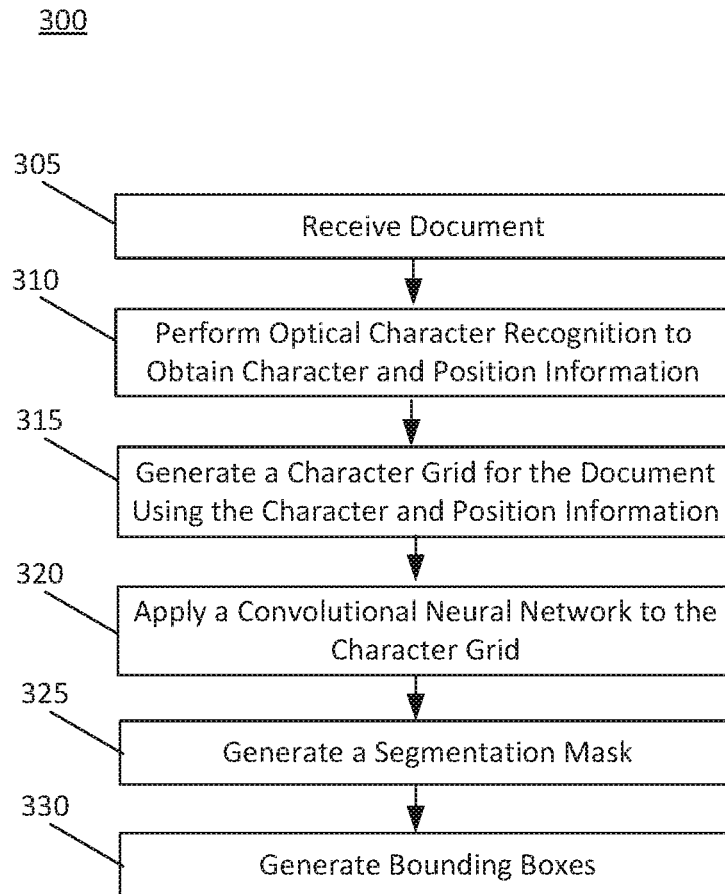 300
305
Receive Document
310
Perform Optical Character Recognition to
Obtain Character and Position Information
315
Generate a Character Grid for the Document
Using the Character and Position Information
320
Apply a Convolutional Neural Network to the
Character Grid
325
Generate a Segmentation Mask
330
Generate Bounding Boxes